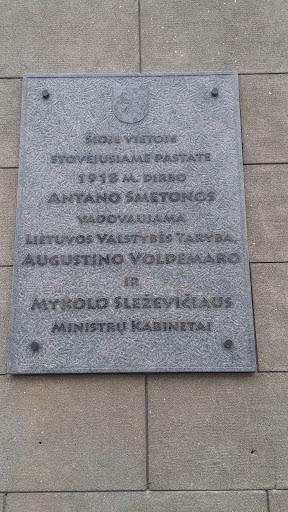 Šioje vietoje
stovėjusiame pastate
1918 m. dirbo
Antano Smetonos
vadovaujama
Lietuvos Valstybės Taryba,
Augustino Voldemaro
ir
Mykolo Sleževičiaus
Ministrų Kabinetai